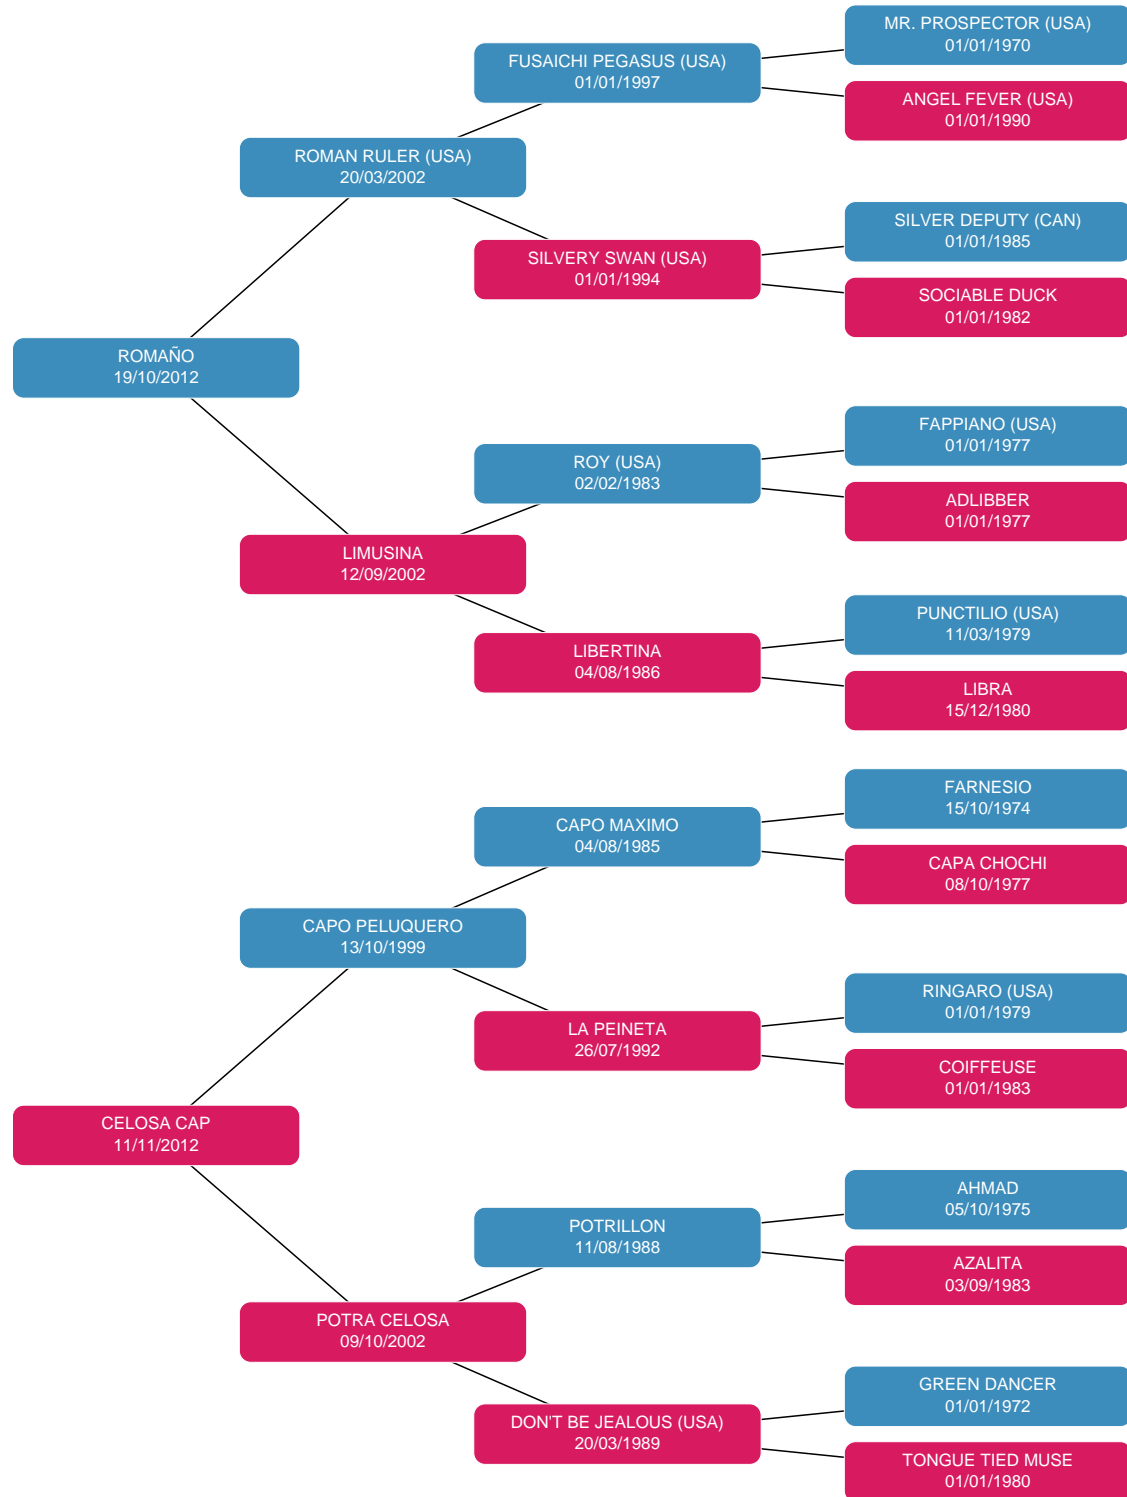 MR. PROSPECTOR (USA)
01/01/1970
FUSAICHI PEGASUS (USA)
01/01/1997
ANGEL FEVER (USA)
01/01/1990
ROMAN RULER (USA)
20/03/2002
SILVER DEPUTY (CAN)
01/01/1985
SILVERY SWAN (USA)
01/01/1994
SOCIABLE DUCK
01/01/1982
ROMAÑO
19/10/2012
FAPPIANO (USA)
01/01/1977
ROY (USA)
02/02/1983
ADLIBBER
01/01/1977
LIMUSINA
12/09/2002
PUNCTILIO (USA)
11/03/1979
LIBERTINA
04/08/1986
LIBRA
15/12/1980
FARNESIO
15/10/1974
CAPO MAXIMO
04/08/1985
CAPA CHOCHI
08/10/1977
CAPO PELUQUERO
13/10/1999
RINGARO (USA)
01/01/1979
LA PEINETA
26/07/1992
COIFFEUSE
01/01/1983
CELOSA CAP
11/11/2012
AHMAD
05/10/1975
POTRILLON
11/08/1988
AZALITA
03/09/1983
POTRA CELOSA
09/10/2002
GREEN DANCER
01/01/1972
DON'T BE JEALOUS (USA)
20/03/1989
TONGUE TIED MUSE
01/01/1980